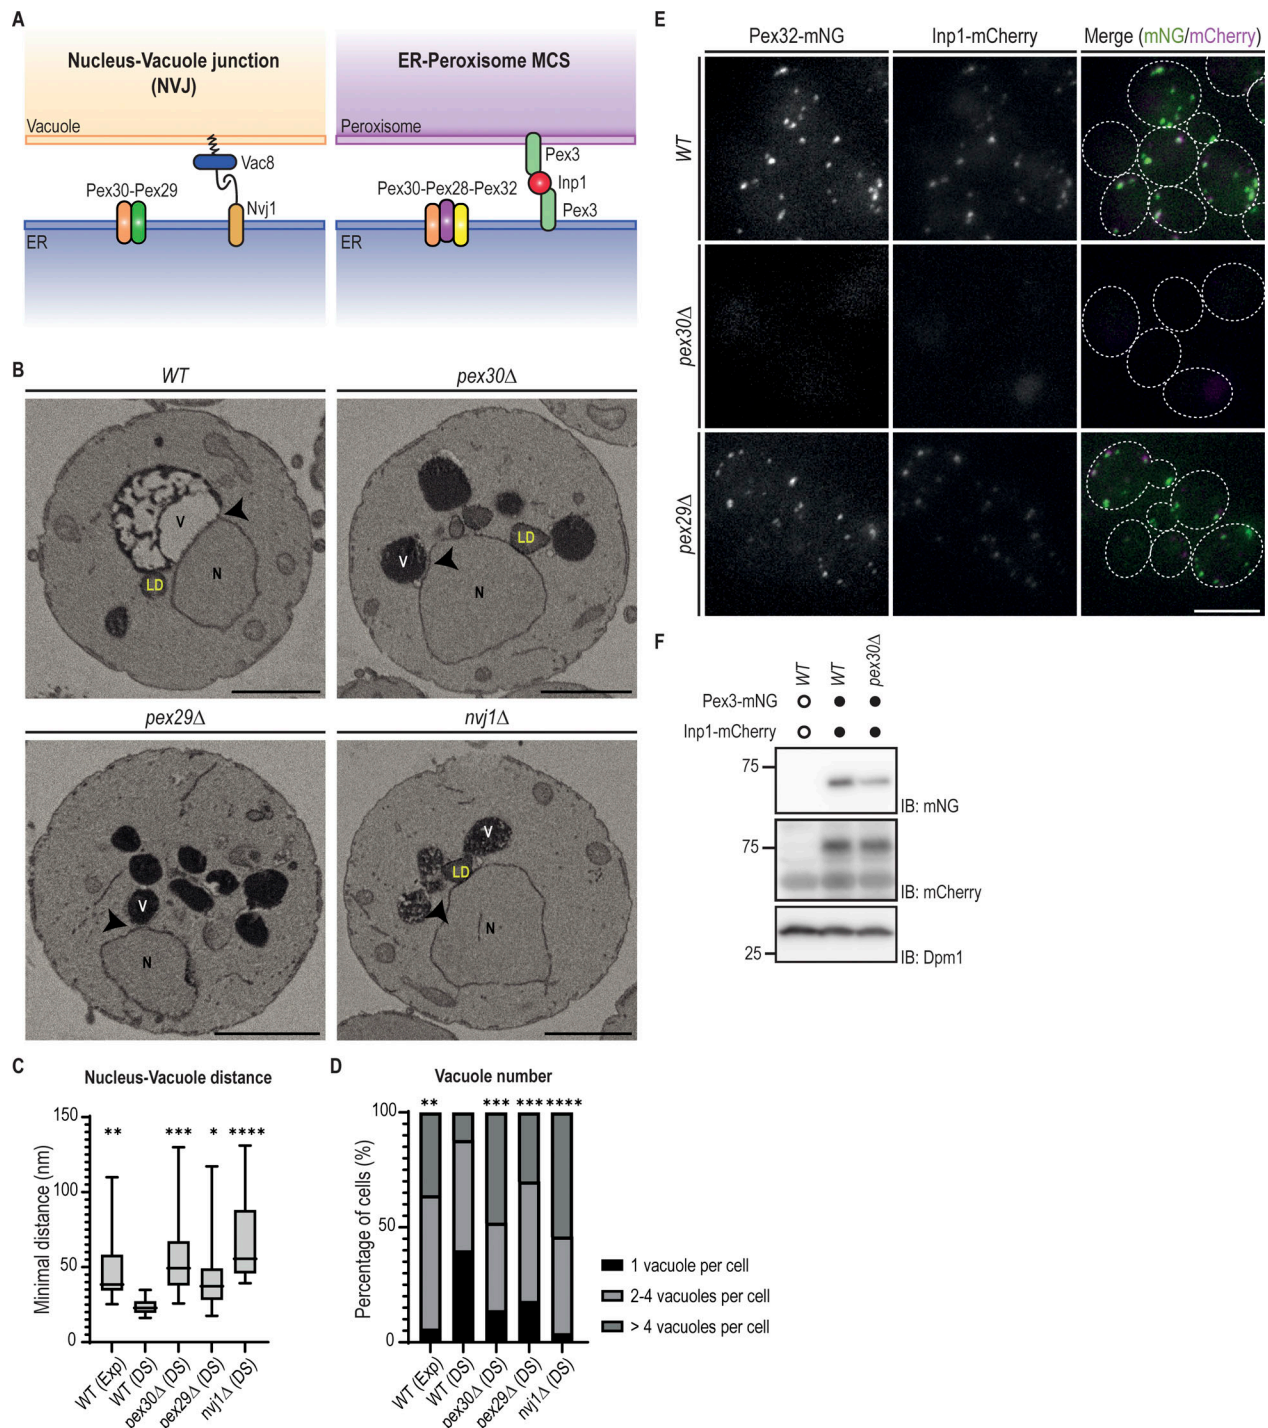 A
Nucleus-Vacuole junction
(NVJ)
Vacuole
Vac8
Pex30-Pex29
Nvj1
ER
ER-Peroxisome MCS
Peroxisome
Pex3
Inp1
Pex30-Pex28-Pex32
Pex3
ER
B
WT
V
LD
N
pex30Δ
V
LD
N
pex29Δ
V
N
nvj1Δ
V
LD
N
C
Nucleus-Vacuole distance
Minimal distance (nm)
150
100
50
0
** *** * ****
WT (Exp)
WT (DS)
pex30Δ (DS)
pex29Δ (DS)
nvj1Δ (DS)
D
Vacuole number
Percentage of cells (%)
100
50
0
** *** *** ****
WT (Exp)
WT (DS)
pex30Δ (DS)
pex29Δ (DS)
nvj1Δ (DS)
1 vacuole per cell
2-4 vacuoles per cell
> 4 vacuoles per cell
E
Pex32-mNG Inp1-mCherry Merge (mNG/mCherry)
WT
pex30Δ
pex29Δ
F
WT WT pex30Δ
Pex3-mNG
Inp1-mCherry
75
IB: mNG
75
IB: mCherry
25
IB: Dpm1